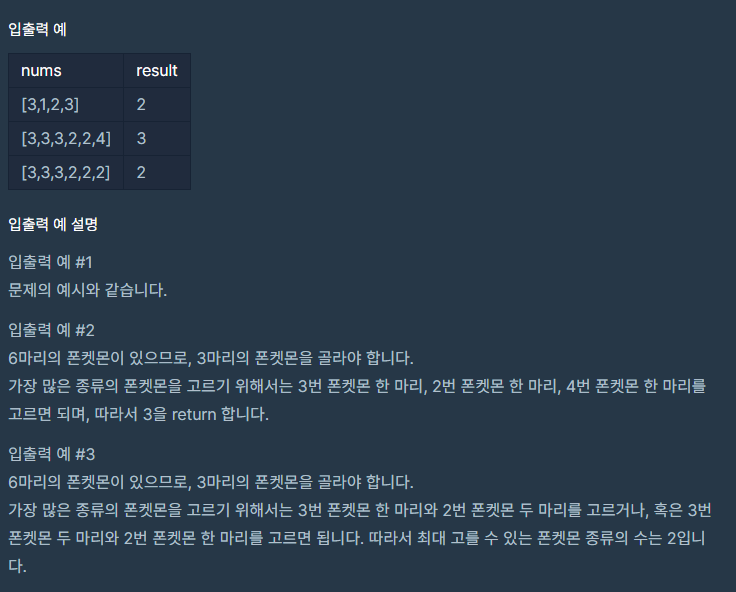 입출력 예
nums result
[3,1,2,3] 2
[3,3,3,2,2,4] 3
[3,3,3,2,2,2] 2
입출력 예 설명
입출력 예 #1
문제의 예시와 같습니다.
입출력 예 #2
6마리의 폰켓몬이 있으므로, 3마리의 폰켓몬을 골라야 합니다.
가장 많은 종류의 폰켓몬을 고르기 위해서는 3번 폰켓몬 한 마리, 2번 폰켓몬 한 마리, 4번 폰켓몬 한 마리를
고르면 되며, 따라서 3을 return 합니다.
입출력 예 #3
6마리의 폰켓몬이 있으므로, 3마리의 폰켓몬을 골라야 합니다.
가장 많은 종류의 폰켓몬을 고르기 위해서는 3번 폰켓몬 한 마리와 2번 폰켓몬 두 마리를 고르거나, 혹은 3번
폰켓몬 두 마리와 2번 폰켓몬 한 마리를 고르면 됩니다. 따라서 최대 고를 수 있는 폰켓몬 종류의 수는 2입니
다.